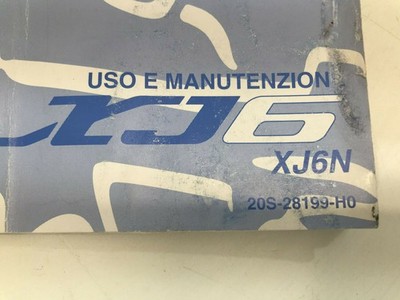 USO E MANUTENZION
XJ6
XJ6N
20S-28199-H0